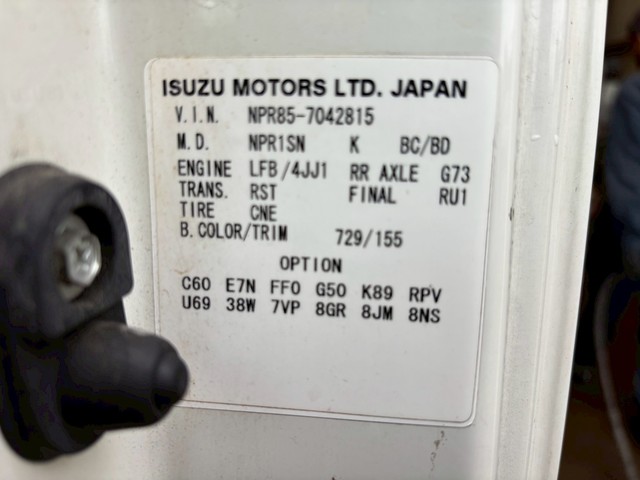 ISUZU MOTORS LTD. JAPAN
V.I.N. NPR85-7042815
M.D. NPR1SN K BC/BD
ENGINE LFB/4JJ1 RR AXLE G73
TRANS. RST FINAL RU1
TIRE CNE
B.COLOR/TRIM 729/155
OPTION
C60 E7N FF0 G50 K89 RPV
U69 38W 7VP 8GR 8JM 8NS